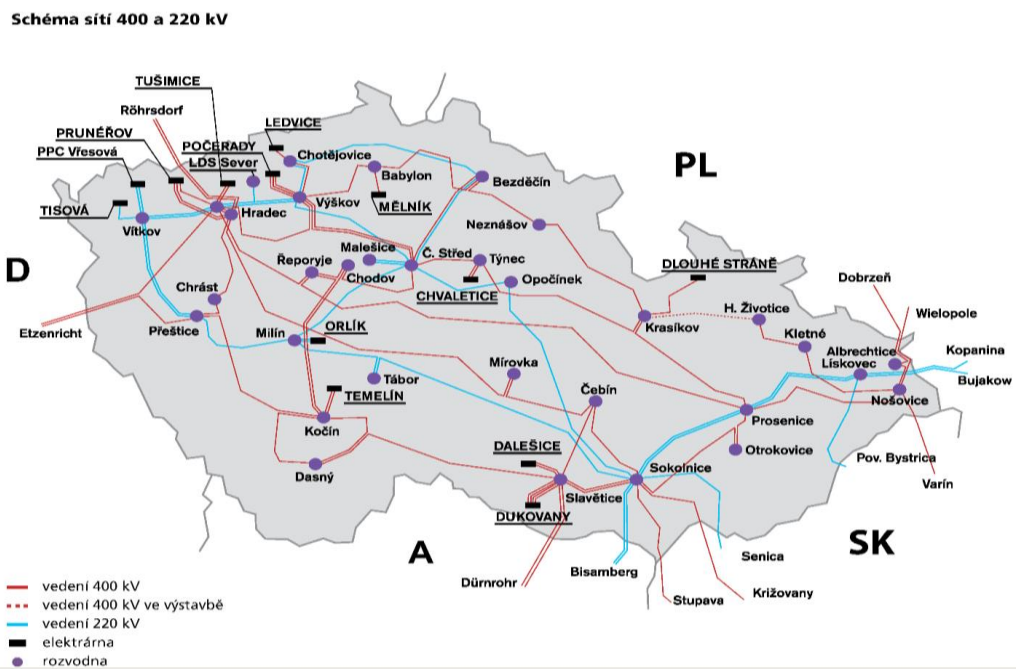 Schéma sítí 400 a 220 kV
TUŠIMICE
Röhrsdorf
PRUNÉŘOV
LEDVICE
PPC Vřesová
POČERADY
LDS Sever
Chotějovice
Babylon
Bezděčín
PL
TISOVÁ
Vítkov
Hradec
Výškov
MĚLNÍK
Neznášov
Malešice
Č. Střed
Týnec
D
Řeporyje
Chodov
CHVALETICE
Opočínek
DLOUHÉ STRÁNĚ
Dobrzeń
Wielopole
Chrást
Etzenricht
Přeštice
Milín
ORLÍK
Krasíkov
H. Životice
Kletné
Albrechtice
Lískovec
Kopanina
Bujakow
Mírovka
Tábor
TEMELÍN
Čebín
Nošovice
Prosenice
Kočín
Dasný
DALEŠICE
Sokolnice
Otrokovice
Pov. Bystrica
Varín
Slavětice
DUKOVANY
A
SK
Senica
Bisamberg
Dürnrohr
Stupava
Križovany
vedení 400 kV
vedení 400 kV ve výstavbě
vedení 220 kV
elektrárna
rozvodna